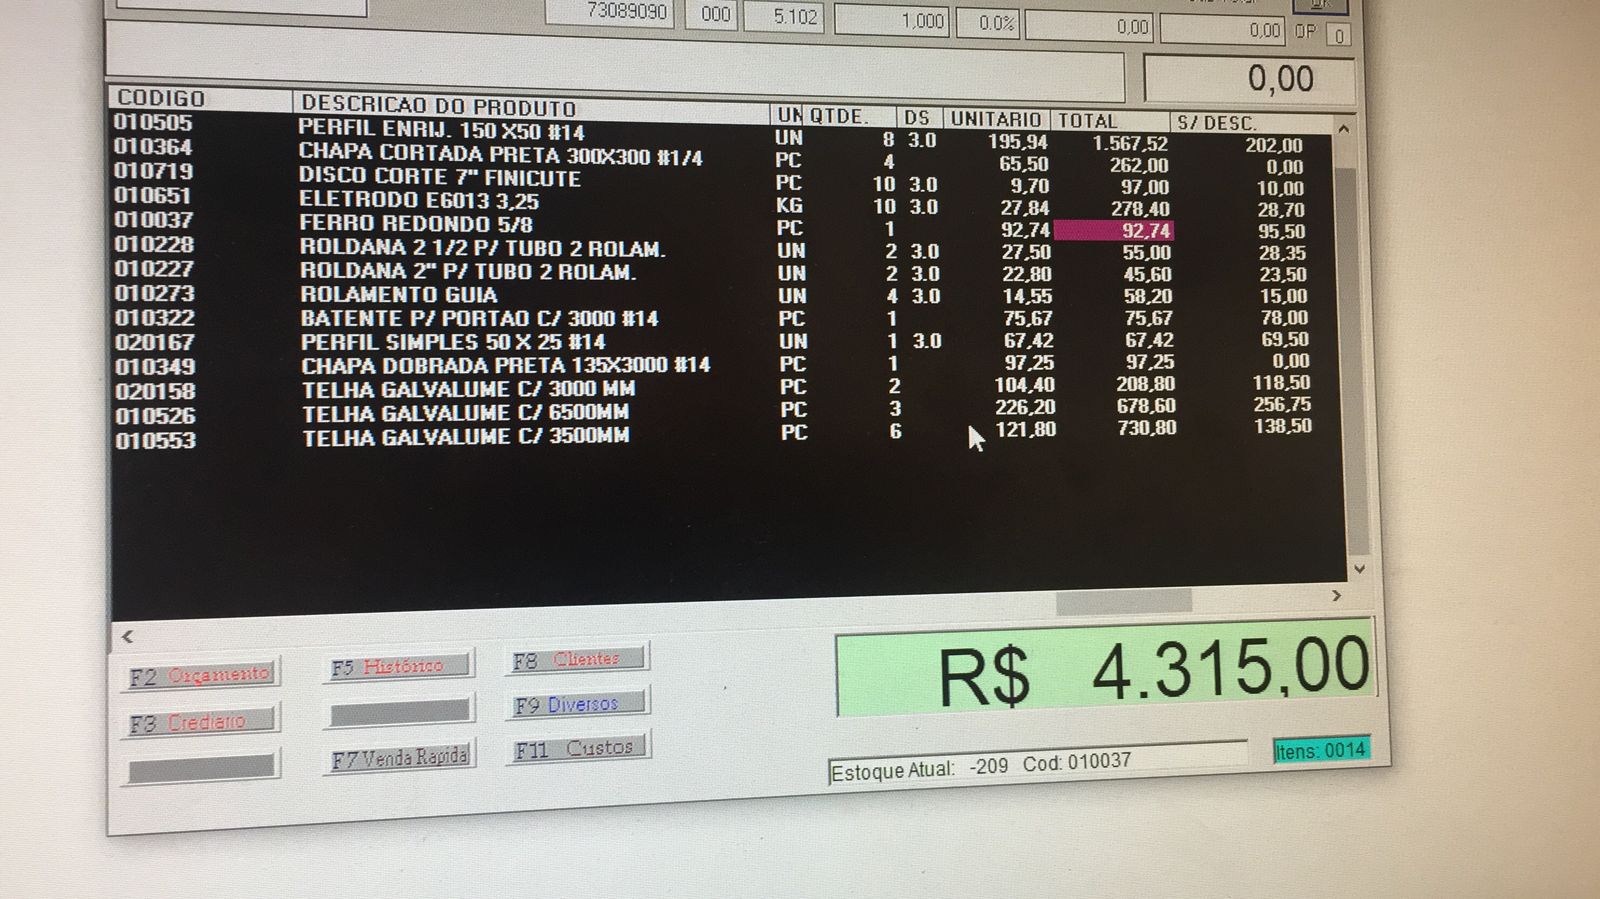 73089090 000 5.102 1,000 0.0% 0,00 0,00 OP 0
0,00
CODIGO DESCRICAO DO PRODUTO UN QTDE. DS UNITARIO TOTAL S/ DESC.
010505 PERFIL ENRIJ. 150 X50 #14 UN 8 3.0 195,94 1.567,52 202,00
010364 CHAPA CORTADA PRETA 300X300 #1/4 PC 4 65,50 262,00 0,00
010719 DISCO CORTE 7" FINICUTE PC 10 3.0 9,70 97,00 10,00
010651 ELETRODO E6013 3,25 KG 10 3.0 27,84 278,40 28,70
010037 FERRO REDONDO 5/8 PC 1 92,74 92,74 95,50
010228 ROLDANA 2 1/2 P/ TUBO 2 ROLAM. UN 2 3.0 27,50 55,00 28,35
010227 ROLDANA 2" P/ TUBO 2 ROLAM. UN 2 3.0 22,80 45,60 23,50
010273 ROLAMENTO GUIA UN 4 3.0 14,55 58,20 15,00
010322 BATENTE P/ PORTAO C/ 3000 #14 PC 1 75,67 75,67 78,00
020167 PERFIL SIMPLES 50 X 25 #14 UN 1 3.0 67,42 67,42 69,50
010349 CHAPA DOBRADA PRETA 135X3000 #14 PC 1 97,25 97,25 0,00
020158 TELHA GALVALUME C/ 3000 MM PC 2 104,40 208,80 118,50
010526 TELHA GALVALUME C/ 6500MM PC 3 226,20 678,60 256,75
010553 TELHA GALVALUME C/ 3500MM PC 6 121,80 730,80 138,50
F2 Orçamento F5 Histórico F8 Clientes
R$ 4.315,00
F3 Crediario F9 Diversos
F7 Venda Rapida F11 Custos
Estoque Atual: -209 Cod: 010037 Itens: 0014